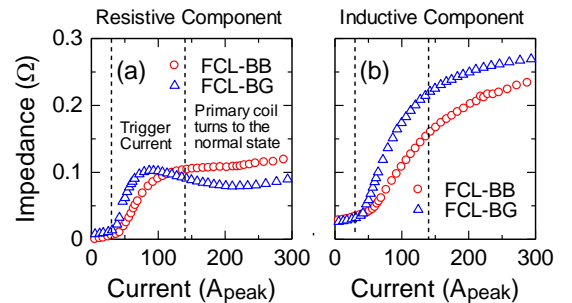 Resistive Component
Inductive Component
Impedance (Ω)
0.3
0.2
0.1
0
(a)
FCL-BB
FCL-BG
Trigger
Current
Primary coil
turns to the
normal state
(b)
FCL-BB
FCL-BG
0 100 200 300
0 100 200 300
Current (Apeak)
Current (Apeak)